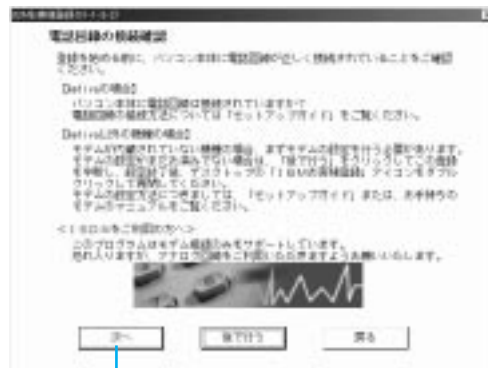 電話回線の接続確認
登録を始める前に、パソコン本体に電話回線が正しく接続されていることをご確認
ください。
【Aptivaの場合】
パソコン本体に電話回線は接続されていますか?
電話回線の接続方法については「セットアップガイド」をご覧ください。
【Aptiva以外の機種の場合】
モデムが内蔵されていない機種の場合、まずモデムの設定を行う必要があります。
モデムの設定がまだお済みでない場合は、「後で行う」をクリックしてこの登録
を中断し、設定終了後、デスクトップの「IBMお客様登録」アイコンをダブル
クリックして再開してください。
モデムの設定方法につきましては、「セットアップガイド」または、お手持ちの
モデムのマニュアルをご覧ください。
<ISDNをご利用の方へ>
このプログラムはモデム接続のみをサポートしています。
恐れ入りますが、アナログ回線をご利用いただきますようお願いいたします。
次へ
後で行う
戻る